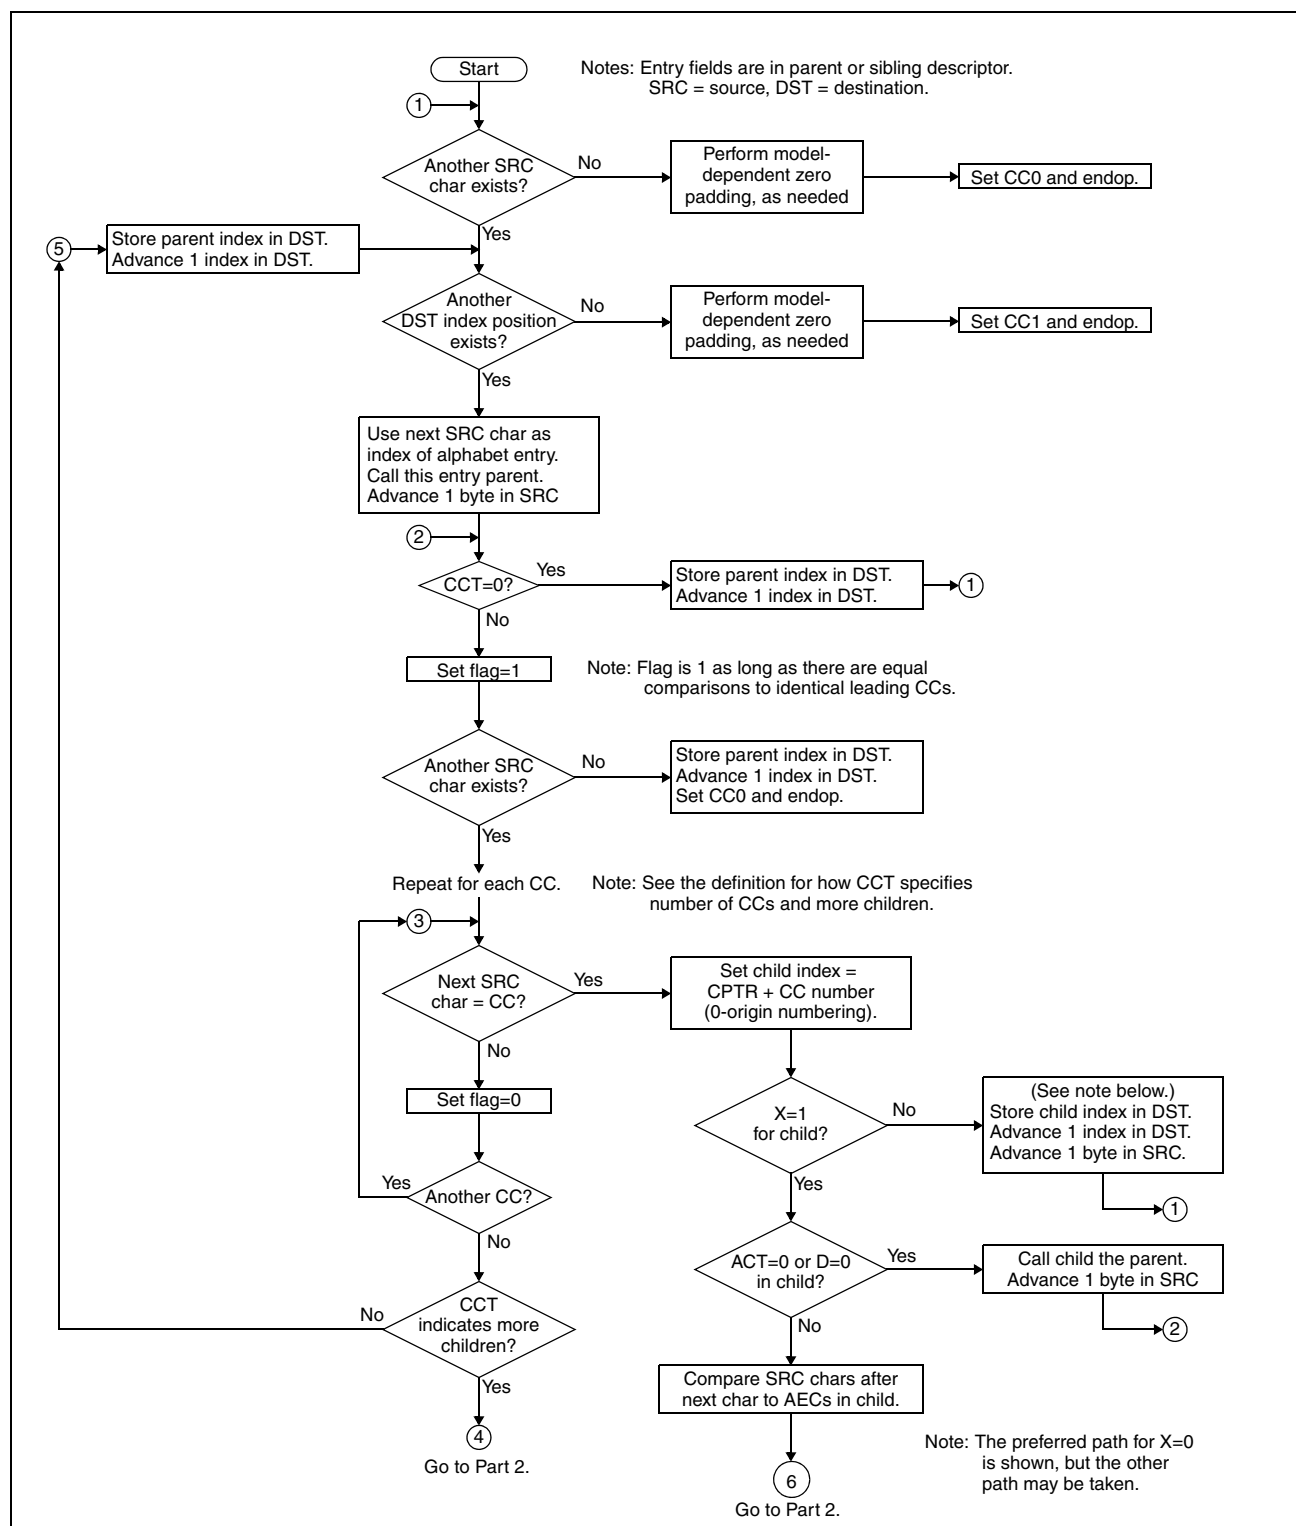 Start
Notes: Entry fields are in parent or sibling descriptor.
SRC = source, DST = destination.
1
Another SRC
char exists?
No
Perform model-
dependent zero
padding, as needed
Set CC0 and endop.
Yes
5
Store parent index in DST.
Advance 1 index in DST.
Another
DST index position
exists?
No
Perform model-
dependent zero
padding, as needed
Set CC1 and endop.
Yes
Use next SRC char as
index of alphabet entry.
Call this entry parent.
Advance 1 byte in SRC
2
CCT=0?
Yes
Store parent index in DST.
Advance 1 index in DST.
1
No
Set flag=1
Note: Flag is 1 as long as there are equal
comparisons to identical leading CCs.
Another SRC
char exists?
No
Store parent index in DST.
Advance 1 index in DST.
Set CC0 and endop.
Yes
Repeat for each CC.
Note: See the definition for how CCT specifies
number of CCs and more children.
3
Next SRC
char = CC?
Yes
Set child index =
CPTR + CC number
(0-origin numbering).
No
Set flag=0
X=1
for child?
No
(See note below.)
Store child index in DST.
Advance 1 index in DST.
Advance 1 byte in SRC.
1
Yes
Another CC?
Yes
No
ACT=0 or D=0
in child?
Yes
Call child the parent.
Advance 1 byte in SRC
2
No
CCT
indicates more
children?
No
Yes
Compare SRC chars after
next char to AECs in child.
4
Go to Part 2.
6
Go to Part 2.
Note: The preferred path for X=0
is shown, but the other
path may be taken.